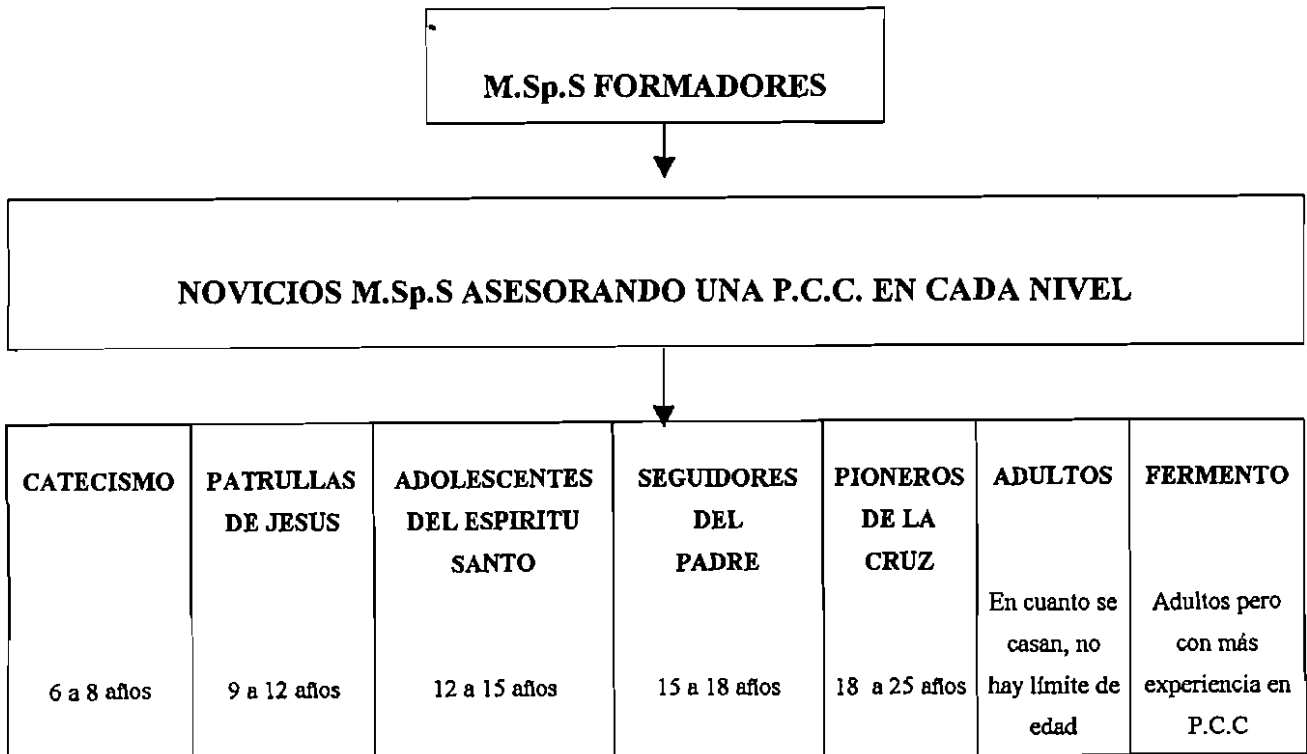 M.Sp.S FORMADORES
NOVICIOS M.Sp.S ASESORANDO UNA P.C.C. EN CADA NIVEL
CATECISMO
6 a 8 años
PATRULLAS
DE JESUS
9 a 12 años
ADOLESCENTES
DEL ESPIRITU
SANTO
12 a 15 años
SEGUIDORES
DEL
PADRE
15 a 18 años
PIONEROS
DE LA
CRUZ
18 a 25 años
ADULTOS
En cuanto se
casan, no
hay límite de
edad
FERMENTO
Adultos pero
con más
experiencia en
P.C.C